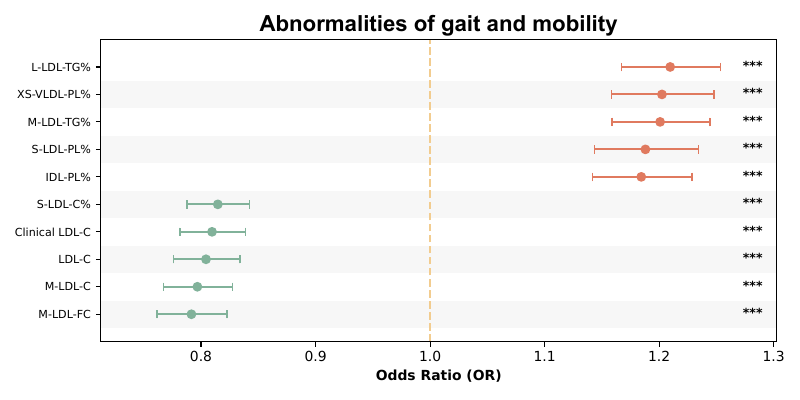 Abnormalities of gait and mobility
L-LDL-TG% ***
XS-VLDL-PL% ***
M-LDL-TG% ***
S-LDL-PL% ***
IDL-PL% ***
S-LDL-C% ***
Clinical LDL-C ***
LDL-C ***
M-LDL-C ***
M-LDL-FC ***
0.8 0.9 1.0 1.1 1.2 1.3
Odds Ratio (OR)